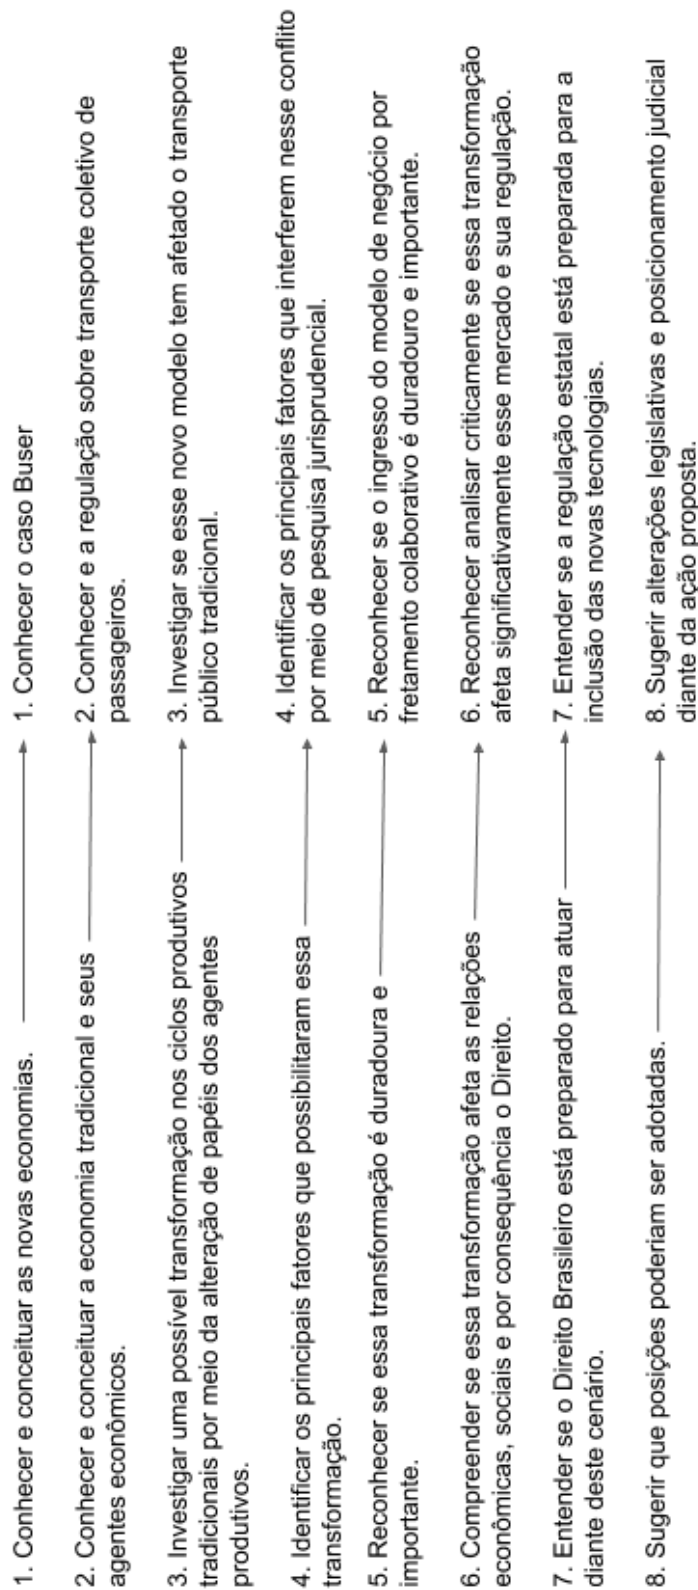 1. Conhecer e conceituar as novas economias.
2. Conhecer e conceituar a economia tradicional e seus
agentes econômicos.
3. Investigar uma possível transformação nos ciclos produtivos
tradicionais por meio da alteração de papéis dos agentes
produtivos.
4. Identificar os principais fatores que possibilitaram essa
transformação.
5. Reconhecer se essa transformação é duradoura e
importante.
6. Compreender se essa transformação afeta as relações
econômicas, sociais e por consequência o Direito.
7. Entender se o Direito Brasileiro está preparado para atuar
diante deste cenário.
8. Sugerir que posições poderiam ser adotadas.
1. Conhecer o caso Buser
2. Conhecer e a regulação sobre transporte coletivo de
passageiros.
3. Investigar se esse novo modelo tem afetado o transporte
público tradicional.
4. Identificar os principais fatores que interferem nesse conflito
por meio de pesquisa jurisprudencial.
5. Reconhecer se o ingresso do modelo de negócio por
fretamento colaborativo é duradouro e importante.
6. Reconhecer analisar criticamente se essa transformação
afeta significativamente esse mercado e sua regulação.
7. Entender se a regulação estatal está preparada para a
inclusão das novas tecnologias.
8. Sugerir alterações legislativas e posicionamento judicial
diante da ação proposta.